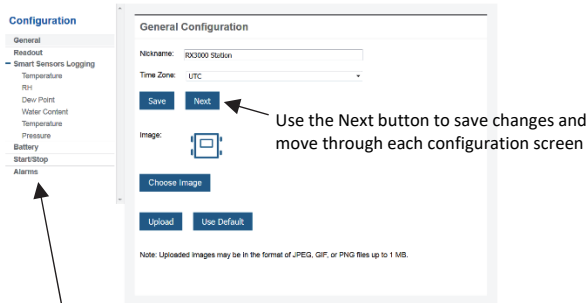 Configuration
General
Readout
Smart Sensors Logging
Temperature
RH
Dew Point
Water Content
Temperature
Pressure
Battery
Start/Stop
Alarms
General Configuration
Nickname: RX3000 Station
Time Zone: UTC
Save Next
Use the Next button to save changes and
move through each configuration screen
Image:
Choose Image
Upload Use Default
Note: Uploaded images may be in the format of JPEG, GIF, or PNG files up to 1 MB.